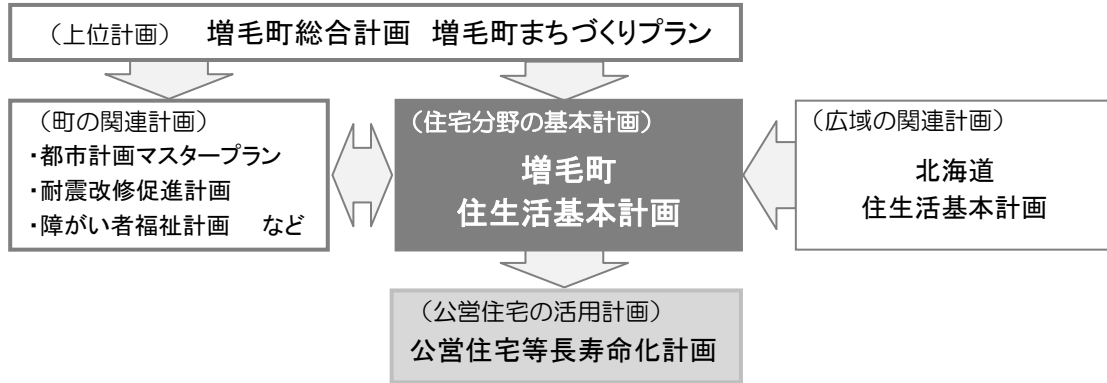 （上位計画） 増毛町総合計画 増毛町まちづくりプラン
（町の関連計画）
・都市計画マスタープラン
・耐震改修促進計画
・障がい者福祉計画 など
（住宅分野の基本計画）
増毛町
住生活基本計画
（広域の関連計画）
北海道
住生活基本計画
（公営住宅の活用計画）
公営住宅等長寿命化計画